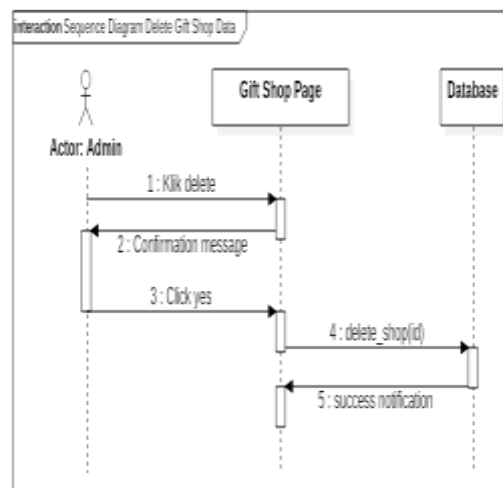 interaction Sequence Diagram Delete Gift Shop Data
Gift Shop Page
Database
Actor: Admin
1 : Klik delete
2 : Confirmation message
3 : Click yes
4 : delete_shop(id)
5 : success notification